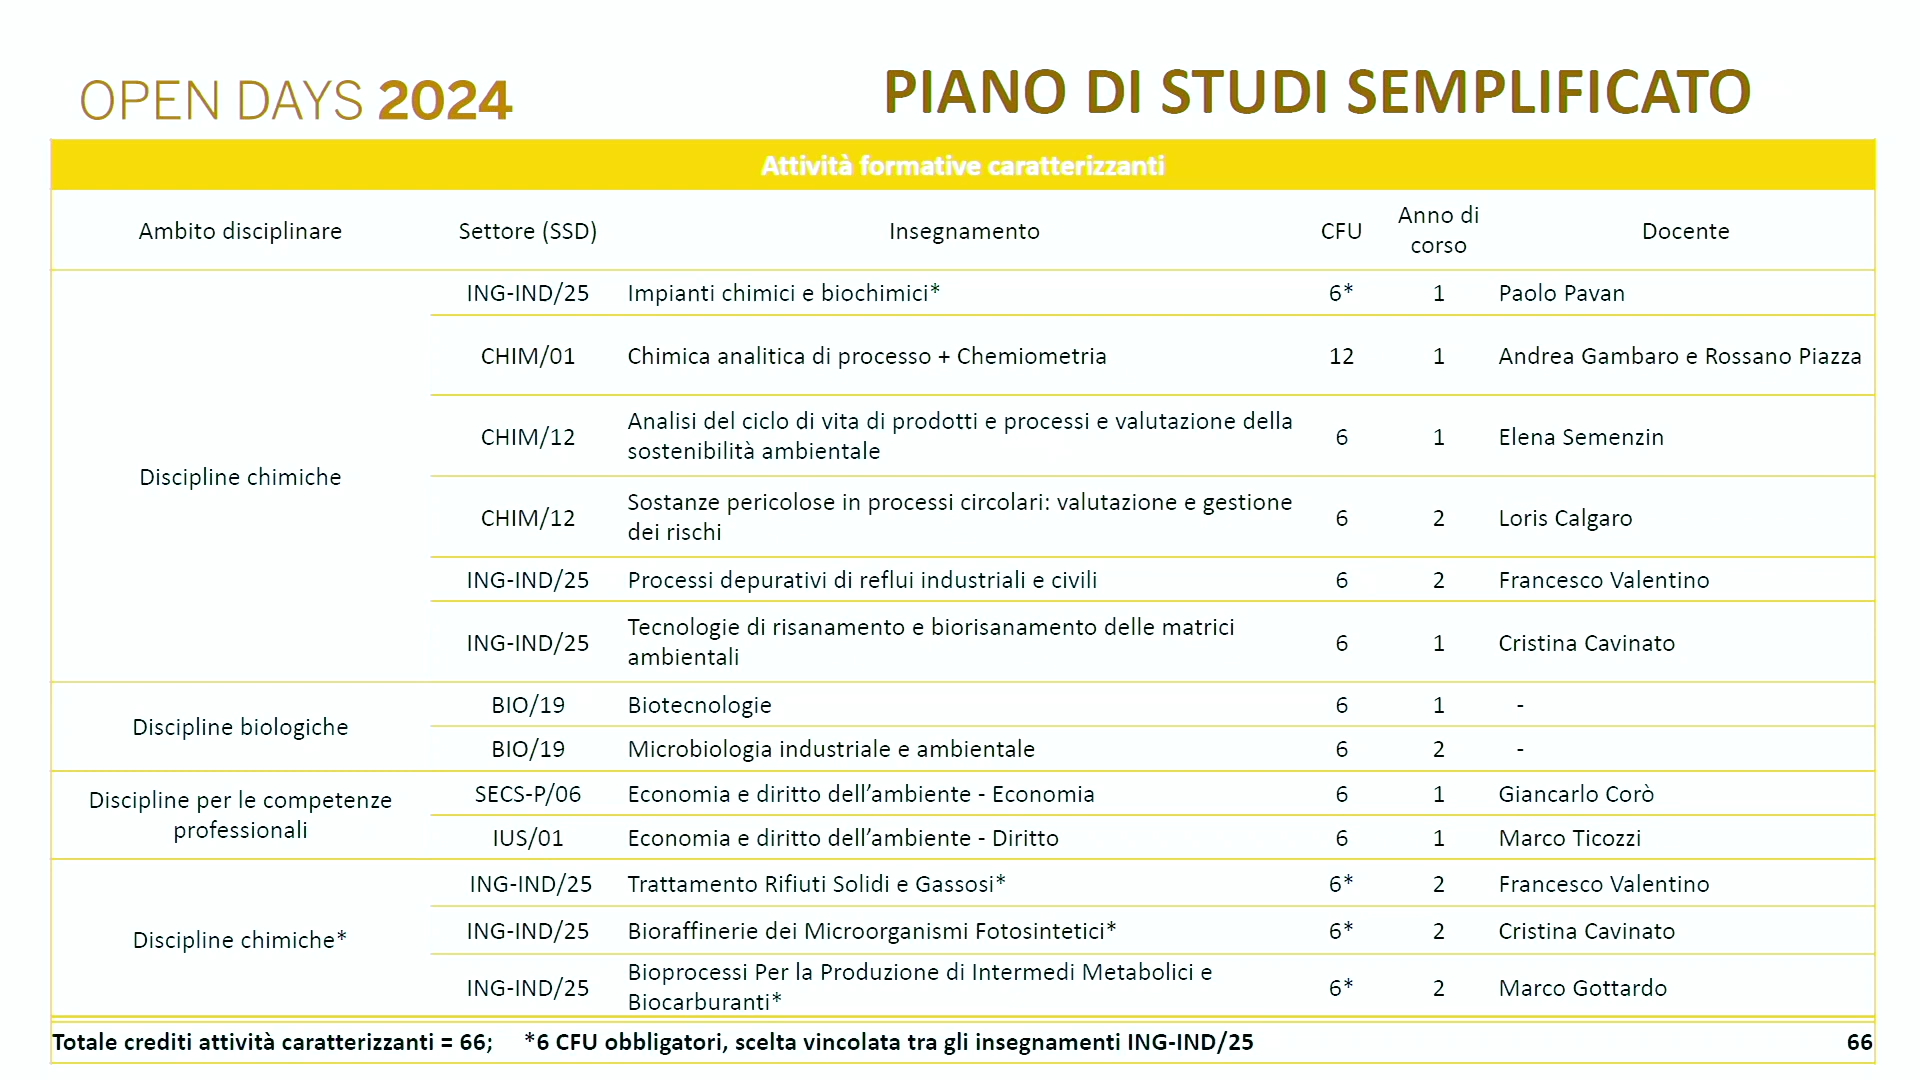 OPEN DAYS 2024
PIANO DI STUDI SEMPLIFICATO
Attività formative caratterizzanti
Ambito disciplinare Settore (SSD) Insegnamento CFU Anno di corso Docente
Discipline chimiche
ING-IND/25 Impianti chimici e biochimici* 6* 1 Paolo Pavan
CHIM/01 Chimica analitica di processo + Chemiometria 12 1 Andrea Gambaro e Rossano Piazza
CHIM/12 Analisi del ciclo di vita di prodotti e processi e valutazione della
sostenibilità ambientale 6 1 Elena Semenzin
CHIM/12 Sostanze pericolose in processi circolari: valutazione e gestione
dei rischi 6 2 Loris Calgaro
ING-IND/25 Processi depurativi di reflui industriali e civili 6 2 Francesco Valentino
ING-IND/25 Tecnologie di risanamento e biorisanamento delle matrici
ambientali 6 1 Cristina Cavinato
Discipline biologiche
BIO/19 Biotecnologie 6 1 -
BIO/19 Microbiologia industriale e ambientale 6 2 -
Discipline per le competenze
professionali
SECS-P/06 Economia e diritto dell’ambiente - Economia 6 1 Giancarlo Corò
IUS/01 Economia e diritto dell’ambiente - Diritto 6 1 Marco Ticozzi
Discipline chimiche*
ING-IND/25 Trattamento Rifiuti Solidi e Gassosi* 6* 2 Francesco Valentino
ING-IND/25 Bioraffinerie dei Microorganismi Fotosintetici* 6* 2 Cristina Cavinato
ING-IND/25 Bioprocessi Per la Produzione di Intermedi Metabolici e
Biocarburanti* 6* 2 Marco Gottardo
Totale crediti attività caratterizzanti = 66; *6 CFU obbligatori, scelta vincolata tra gli insegnamenti ING-IND/25 66